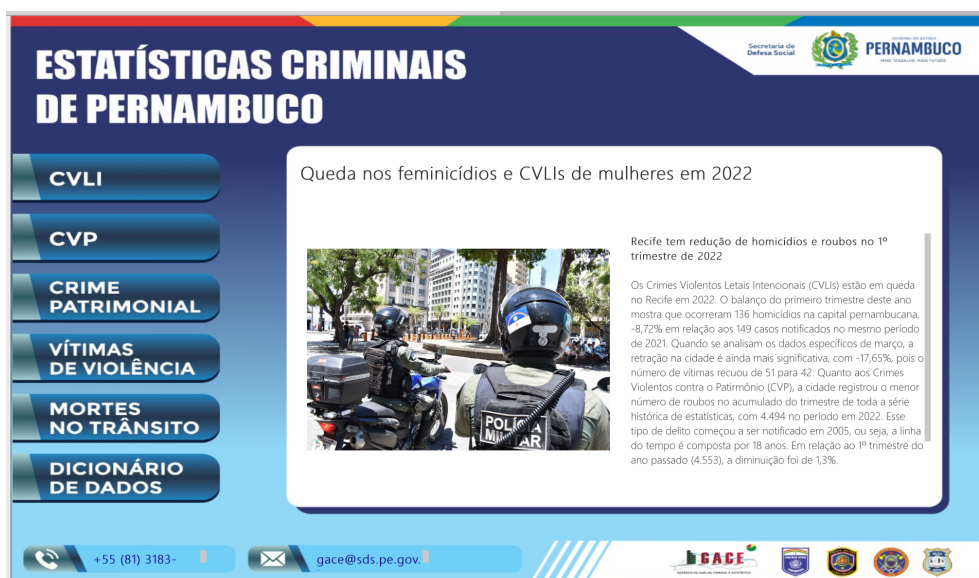 ESTATÍSTICAS CRIMINAIS
DE PERNAMBUCO
Secretaria de
Defesa Social
GOVERNO DO ESTADO
PERNAMBUCO
MAIS TRABALHO, MAIS FUTURO
CVLI
CVP
CRIME
PATRIMONIAL
VÍTIMAS
DE VIOLÊNCIA
MORTES
NO TRÂNSITO
DICIONÁRIO
DE DADOS
Queda nos feminicídios e CVLIs de mulheres em 2022
POLÍCIA
MILITAR
Recife tem redução de homicídios e roubos no 1º
trimestre de 2022
Os Crimes Violentos Letais Intencionais (CVLIs) estão em queda
no Recife em 2022. O balanço do primeiro trimestre deste ano
mostra que ocorreram 136 homicídios na capital pernambucana,
-8,72% em relação aos 149 casos notificados no mesmo período
de 2021. Quando se analisam os dados específicos de março, a
retração na cidade é ainda mais significativa, com -17,65%, pois o
número de vítimas recuou de 51 para 42. Quanto aos Crimes
Violentos contra o Patirmônio (CVP), a cidade registrou o menor
número de roubos no acumulado do trimestre de toda a série
histórica de estatísticas, com 4.494 no período em 2022. Esse
tipo de delito começou a ser notificado em 2005, ou seja, a linha
do tempo é composta por 18 anos. Em relação ao 1º trimestre do
ano passado (4.553), a diminuição foi de 1,3%.
+55 (81) 3183-
gace@sds.pe.gov.
GACE